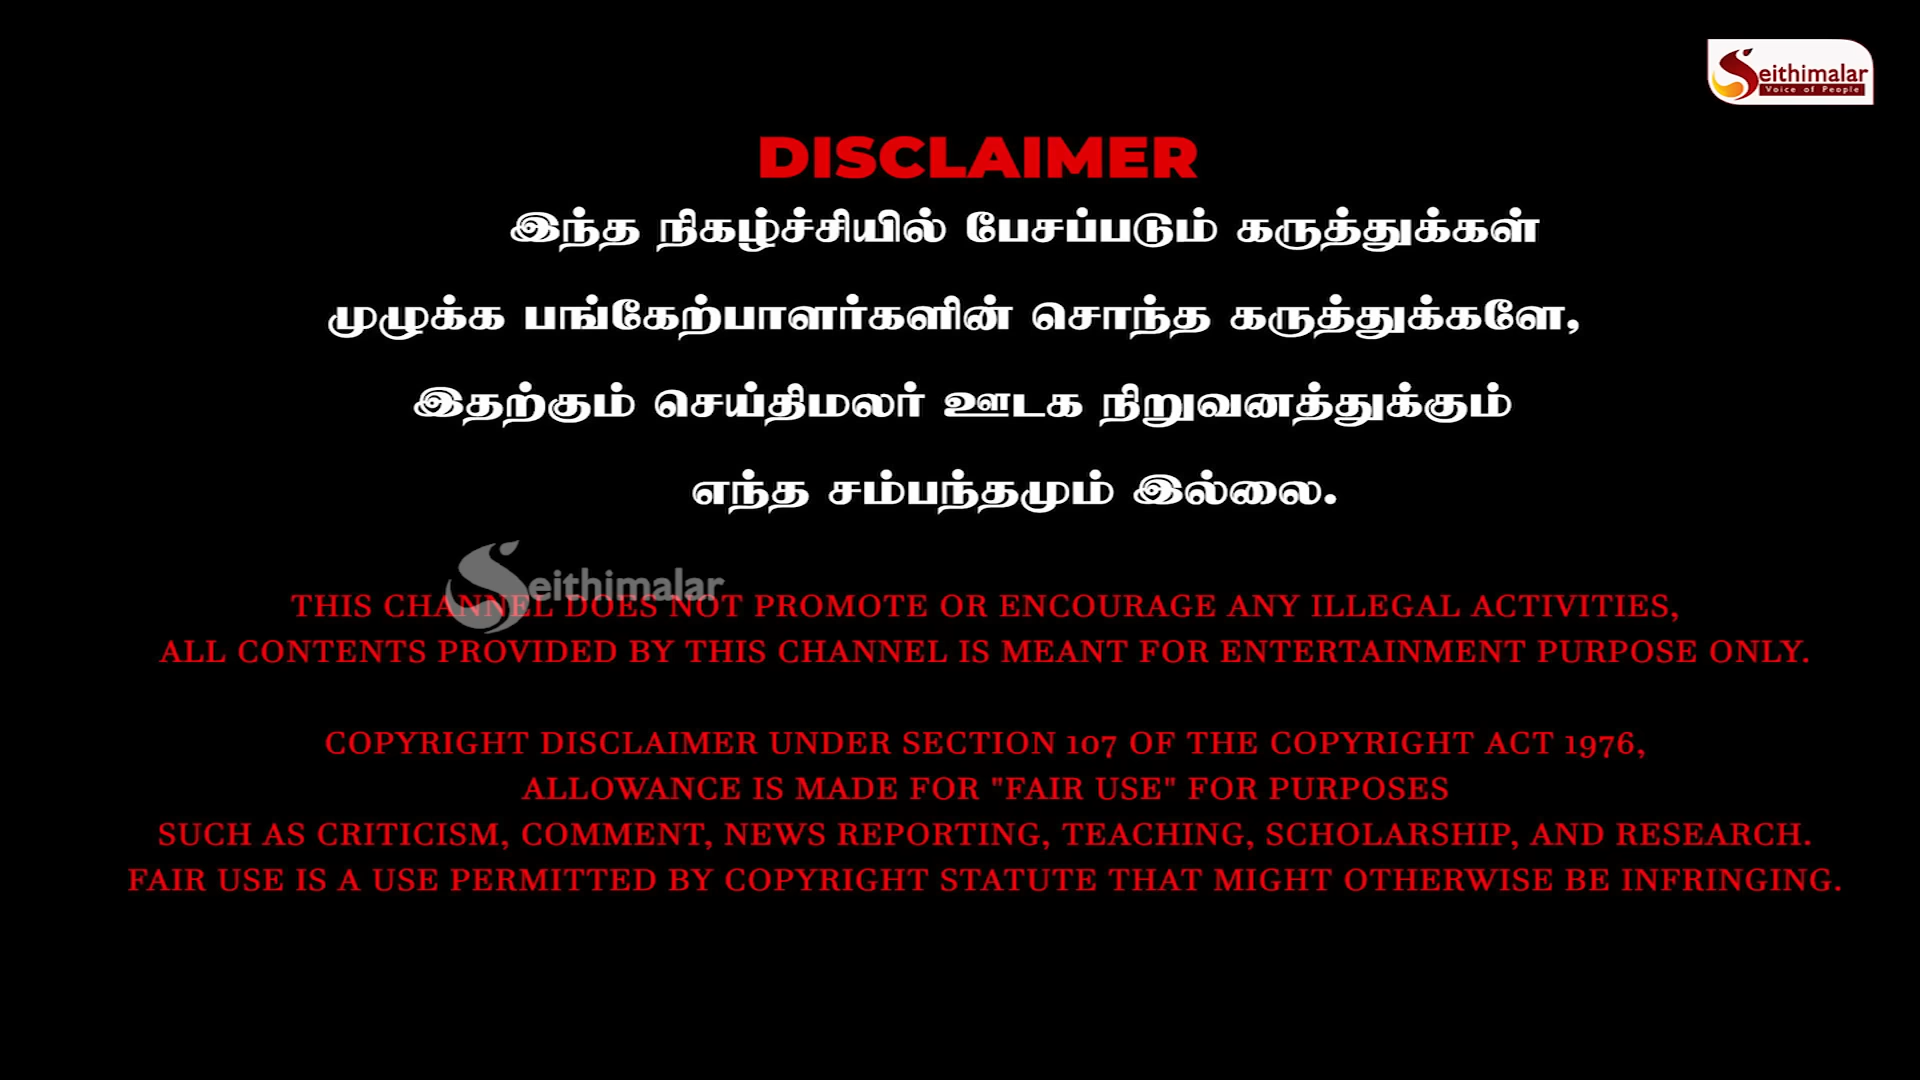 Seithimalar
Voice of People
DISCLAIMER
இந்த நிகழ்ச்சியில் பேசப்படும் கருத்துக்கள்
முழுக்க பங்கேற்பாளர்களின் சொந்த கருத்துக்களே,
இதற்கும் செய்திமலர் ஊடக நிறுவனத்துக்கும்
எந்த சம்பந்தமும் இல்லை.
Seithimalar
THIS CHANNEL DOES NOT PROMOTE OR ENCOURAGE ANY ILLEGAL ACTIVITIES,
ALL CONTENTS PROVIDED BY THIS CHANNEL IS MEANT FOR ENTERTAINMENT PURPOSE ONLY.
COPYRIGHT DISCLAIMER UNDER SECTION 107 OF THE COPYRIGHT ACT 1976,
ALLOWANCE IS MADE FOR "FAIR USE" FOR PURPOSES
SUCH AS CRITICISM, COMMENT, NEWS REPORTING, TEACHING, SCHOLARSHIP, AND RESEARCH.
FAIR USE IS A USE PERMITTED BY COPYRIGHT STATUTE THAT MIGHT OTHERWISE BE INFRINGING.